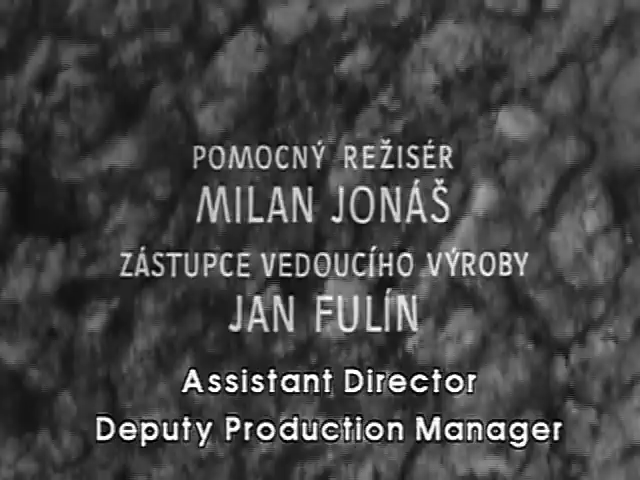 POMOCNÝ REŽISÉR
MILAN JONÁŠ
ZÁSTUPCE VEDOUCÍHO VÝROBY
JAN FULÍN
Assistant Director
Deputy Production Manager